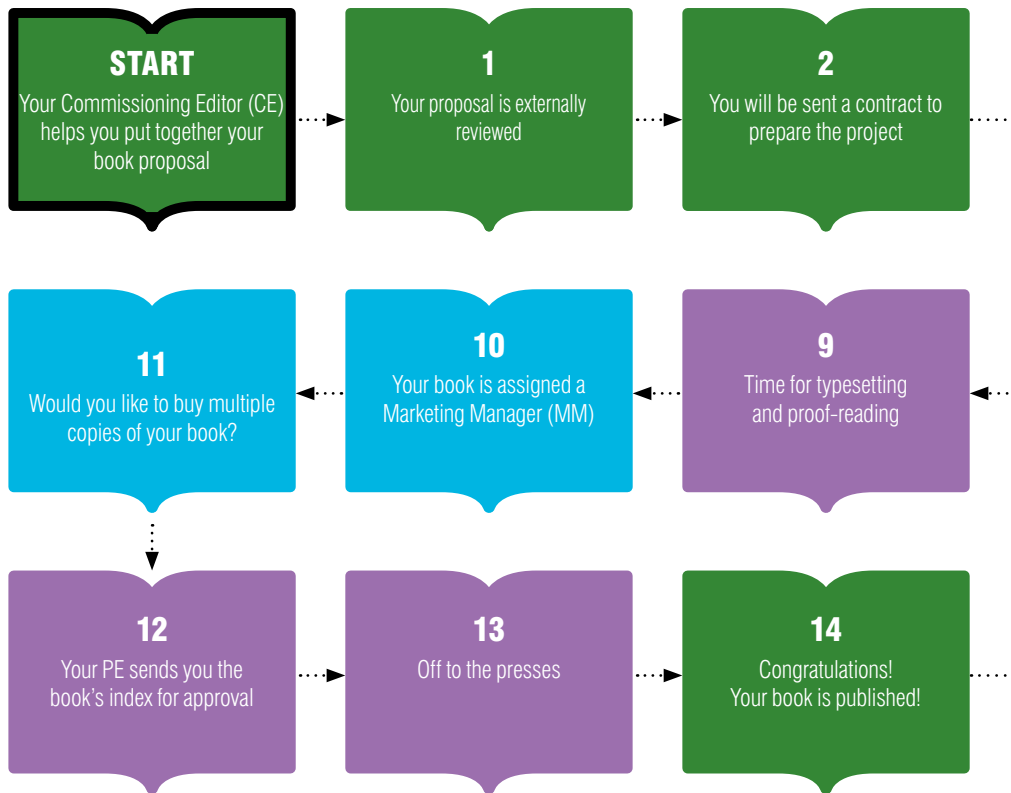 START
Your Commissioning Editor (CE)
helps you put together your
book proposal
1
Your proposal is externally
reviewed
2
You will be sent a contract to
prepare the project
11
Would you like to buy multiple
copies of your book?
10
Your book is assigned a
Marketing Manager (MM)
9
Time for typesetting
and proof-reading
12
Your PE sends you the
book's index for approval
13
Off to the presses
14
Congratulations!
Your book is published!